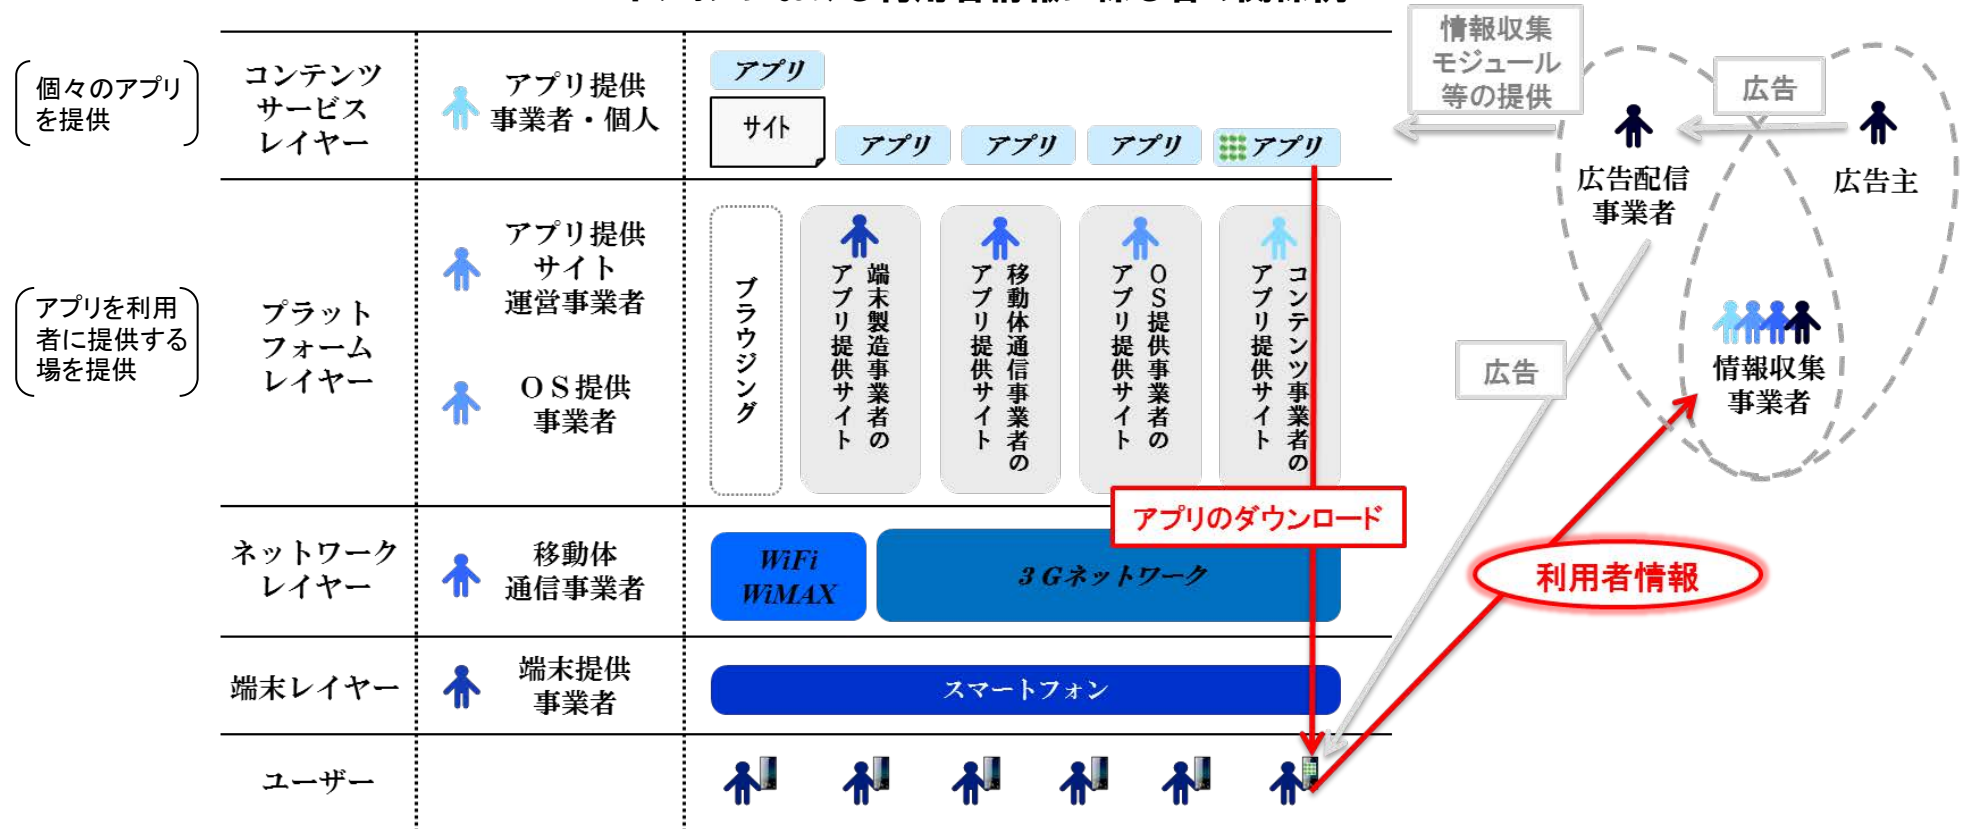 個々のアプリ
を提供
コンテンツ
サービス
レイヤー
アプリ提供
事業者・個人
アプリ
サイト
アプリ
アプリ
アプリ
アプリ
情報収集
モジュール
等の提供
広告
広告配信
事業者
広告主
アプリを利用
者に提供する
場を提供
プラット
フォーム
レイヤー
アプリ提供
サイト
運営事業者
OS提供
事業者
ブラウジング
端末製造事業者の
アプリ提供サイト
移動体通信事業者の
アプリ提供サイト
OS提供事業者の
アプリ提供サイト
コンテンツ事業者の
アプリ提供サイト
広告
情報収集
事業者
アプリのダウンロード
ネットワーク
レイヤー
移動体
通信事業者
WiFi
WiMAX
3Gネットワーク
利用者情報
端末レイヤー
端末提供
事業者
スマートフォン
ユーザー